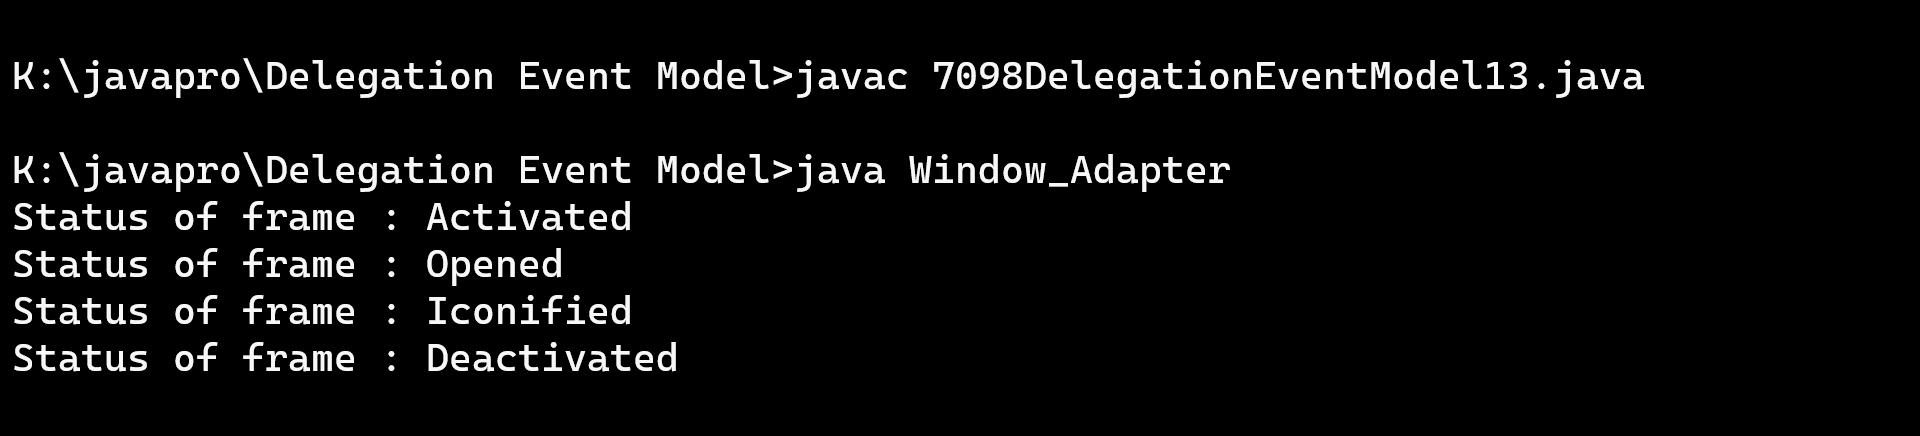 K:\javapro\Delegation Event Model>javac 7098DelegationEventModel13.java
K:\javapro\Delegation Event Model>java Window_Adapter
Status of frame : Activated
Status of frame : Opened
Status of frame : Iconified
Status of frame : Deactivated